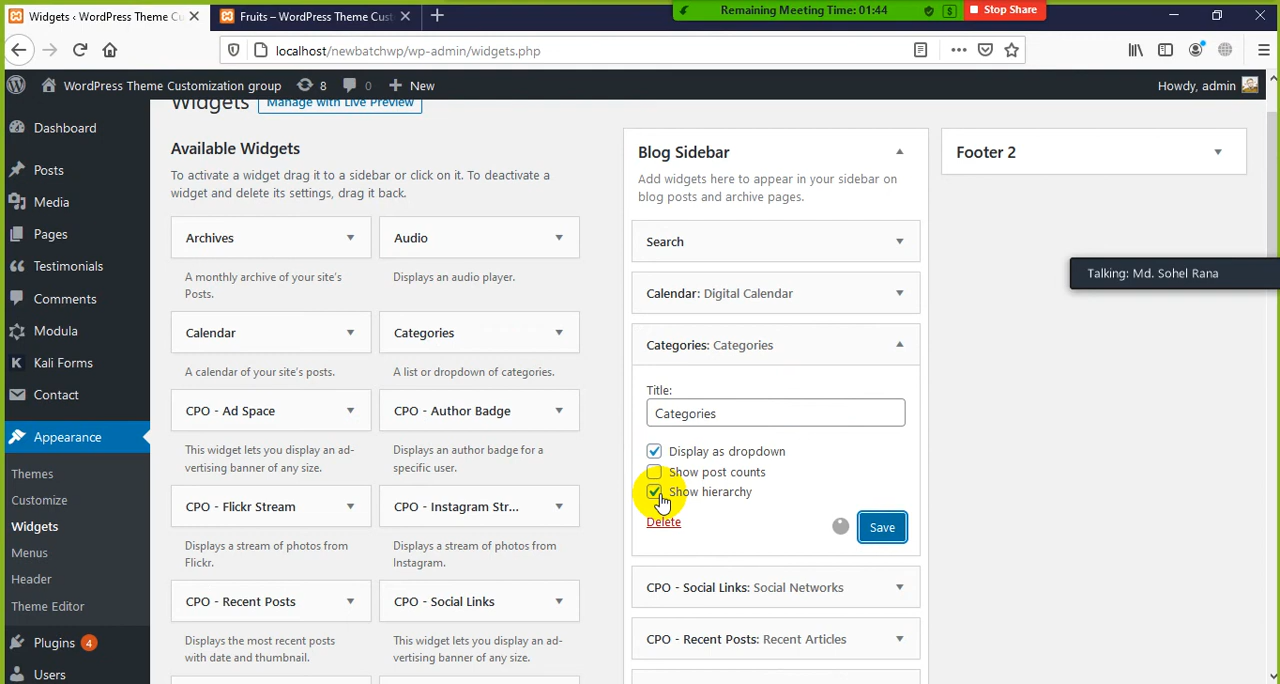 Widgets ‹ WordPress Theme Cu
Fruits – WordPress Theme Cust
Remaining Meeting Time: 01:44
Stop Share
localhost/newbatchwp/wp-admin/widgets.php
WordPress Theme Customization group
8
0
New
Howdy, admin
Widgets
Manage with Live Preview
Dashboard
Posts
Media
Pages
Testimonials
Comments
Modula
Kali Forms
Contact
Appearance
Themes
Customize
Widgets
Menus
Header
Theme Editor
Plugins 4
Users
Available Widgets
To activate a widget drag it to a sidebar or click on it. To deactivate a
widget and delete its settings, drag it back.
Archives
A monthly archive of your site's
Posts.
Audio
Displays an audio player.
Calendar
A calendar of your site's posts.
Categories
A list or dropdown of categories.
CPO - Ad Space
This widget lets you display an ad-
vertising banner of any size.
CPO - Author Badge
Displays an author badge for a
specific user.
CPO - Flickr Stream
Displays a stream of photos from
Flickr.
CPO - Instagram Str...
Displays a stream of photos from
Instagram.
CPO - Recent Posts
Displays the most recent posts
with date and thumbnail.
CPO - Social Links
This widget lets you display an ad-
vertising banner of any size.
Blog Sidebar
Add widgets here to appear in your sidebar on
blog posts and archive pages.
Search
Calendar: Digital Calendar
Categories: Categories
Title:
Categories
Display as dropdown
Show post counts
Show hierarchy
Delete
Save
CPO - Social Links: Social Networks
CPO - Recent Posts: Recent Articles
Footer 2
Talking: Md. Sohel Rana